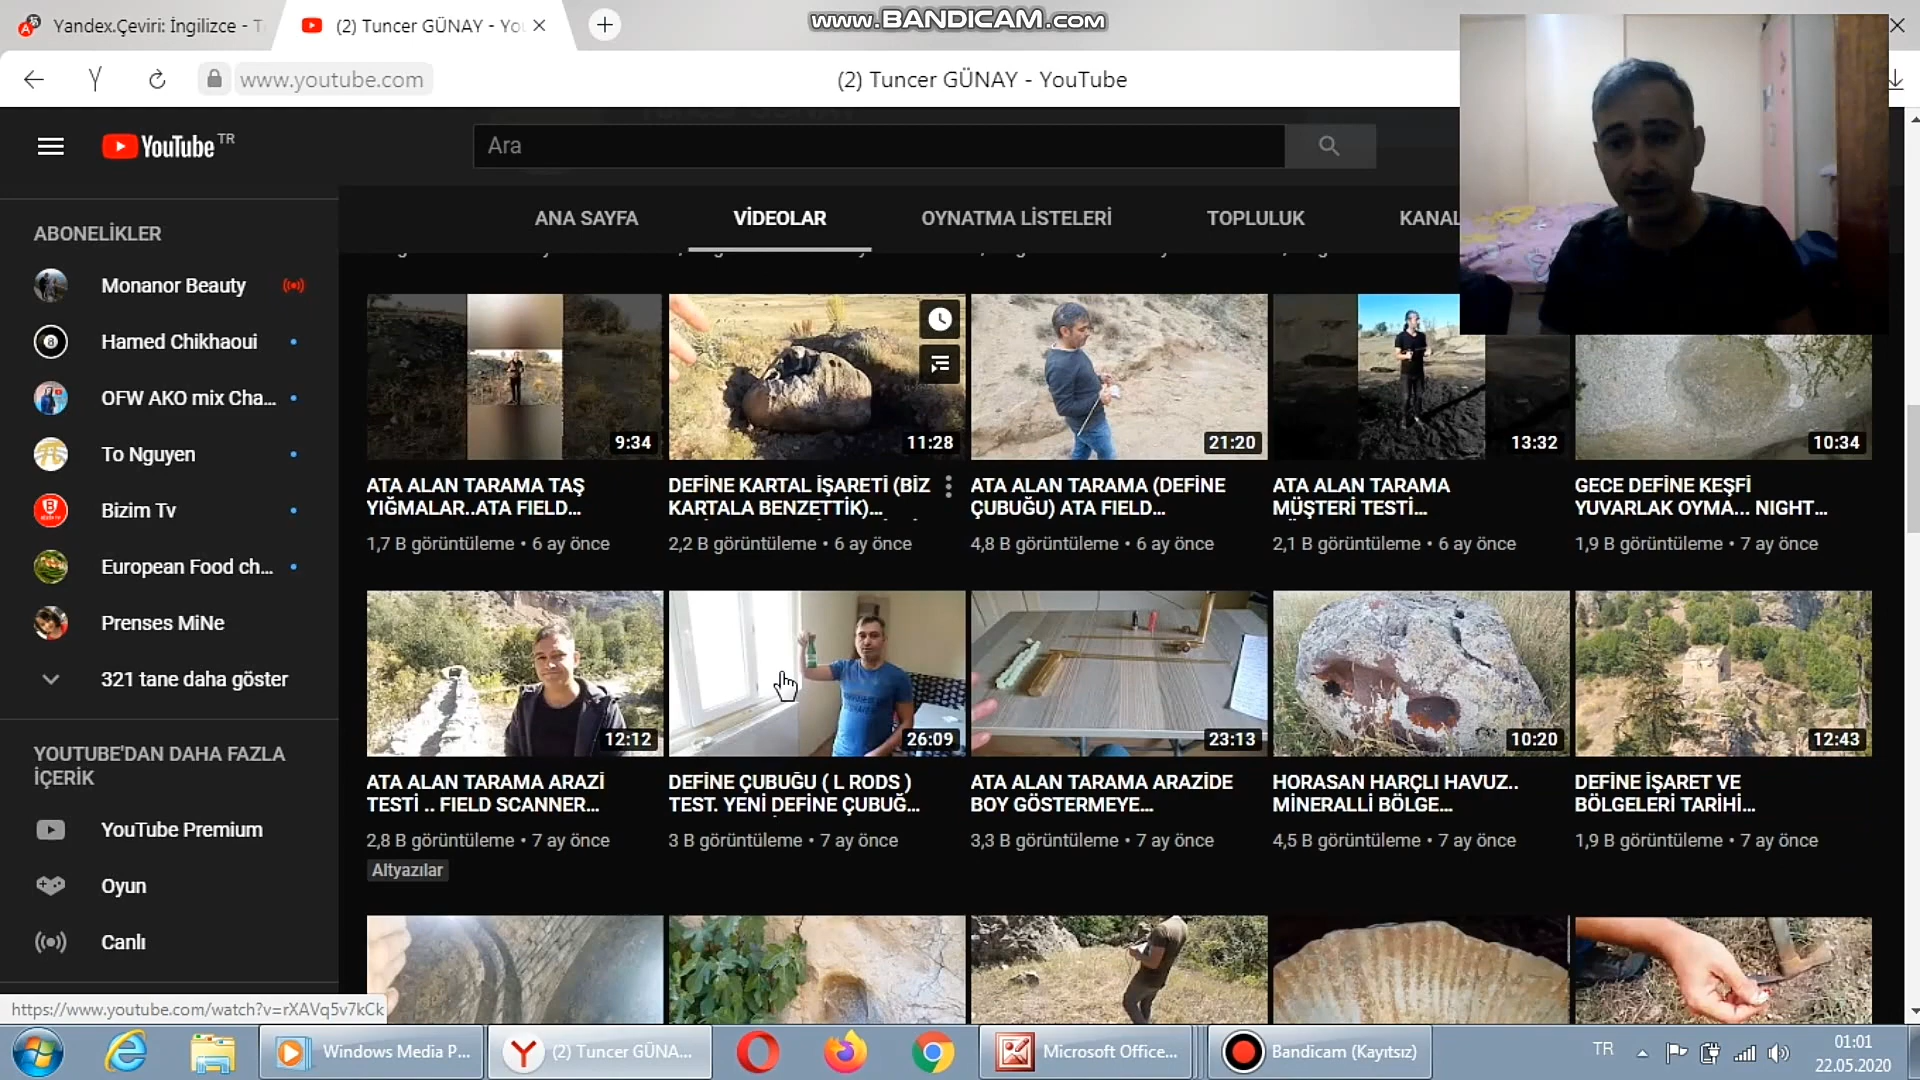 Yandex.Çeviri: İngilizce - T
(2) Tuncer GÜNAY - You
www.BANDICAM.com
www.youtube.com
(2) Tuncer GÜNAY - YouTube
YouTube TR
Ara
ANA SAYFA
VİDEOLAR
OYNATMA LİSTELERİ
TOPLULUK
KANAL
ABONELİKLER
Monanor Beauty
Hamed Chikhaoui
OFW AKO mix Cha...
To Nguyen
Bizim Tv
European Food ch...
Prenses MiNe
321 tane daha göster
YOUTUBE'DAN DAHA FAZLA
İÇERİK
YouTube Premium
Oyun
Canlı
9:34
11:28
21:20
13:32
10:34
ATA ALAN TARAMA TAŞ
YIĞMALAR..ATA FIELD...
1,7 B görüntüleme • 6 ay önce
DEFİNE KARTAL İŞARETİ (BİZ
KARTALA BENZETTİK)...
2,2 B görüntüleme • 6 ay önce
ATA ALAN TARAMA (DEFİNE
ÇUBUĞU) ATA FIELD...
4,8 B görüntüleme • 6 ay önce
ATA ALAN TARAMA
MÜŞTERİ TESTİ...
2,1 B görüntüleme • 6 ay önce
GECE DEFİNE KEŞFİ
YUVARLAK OYMA... NIGHT...
1,9 B görüntüleme • 7 ay önce
12:12
26:09
23:13
10:20
12:43
ATA ALAN TARAMA ARAZİ
TESTİ .. FIELD SCANNER...
2,8 B görüntüleme • 7 ay önce
Altyazılar
DEFİNE ÇUBUĞU ( L RODS )
TEST. YENİ DEFİNE ÇUBUĞ...
3 B görüntüleme • 7 ay önce
ATA ALAN TARAMA ARAZİDE
BOY GÖSTERMEYE...
3,3 B görüntüleme • 7 ay önce
HORASAN HARÇLI HAVUZ..
MİNERALLİ BÖLGE...
4,5 B görüntüleme • 7 ay önce
DEFİNE İŞARET VE
BÖLGELERİ TARİHİ...
1,9 B görüntüleme • 7 ay önce
https://www.youtube.com/watch?v=rXAVq5v7kCk
Windows Media P...
(2) Tuncer GÜNA...
Microsoft Office...
Bandicam (Kayıtsız)
TR
01:01
22.05.2020